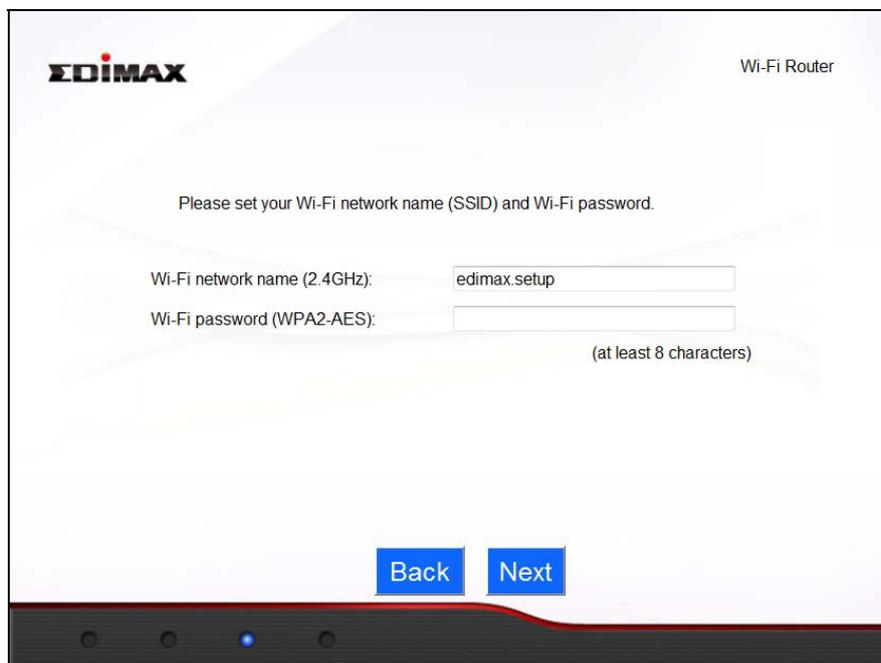 EDIMAX
Wi-Fi Router
Please set your Wi-Fi network name (SSID) and Wi-Fi password.
Wi-Fi network name (2.4GHz): edimax.setup
Wi-Fi password (WPA2-AES):
(at least 8 characters)
Back Next